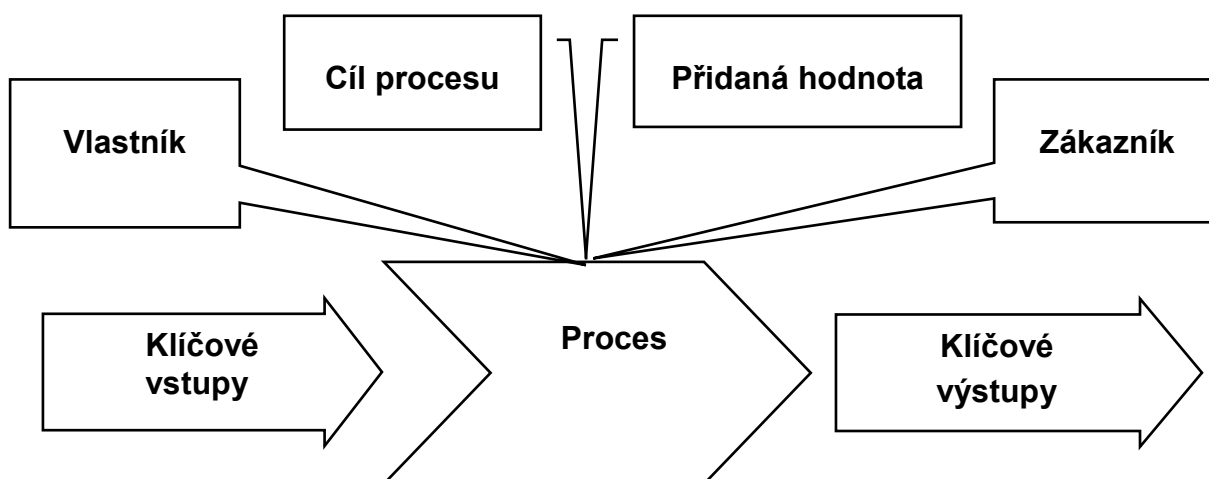 Cíl procesu
Přidaná hodnota
Vlastník
Zákazník
Klíčové
vstupy
Proces
Klíčové
výstupy